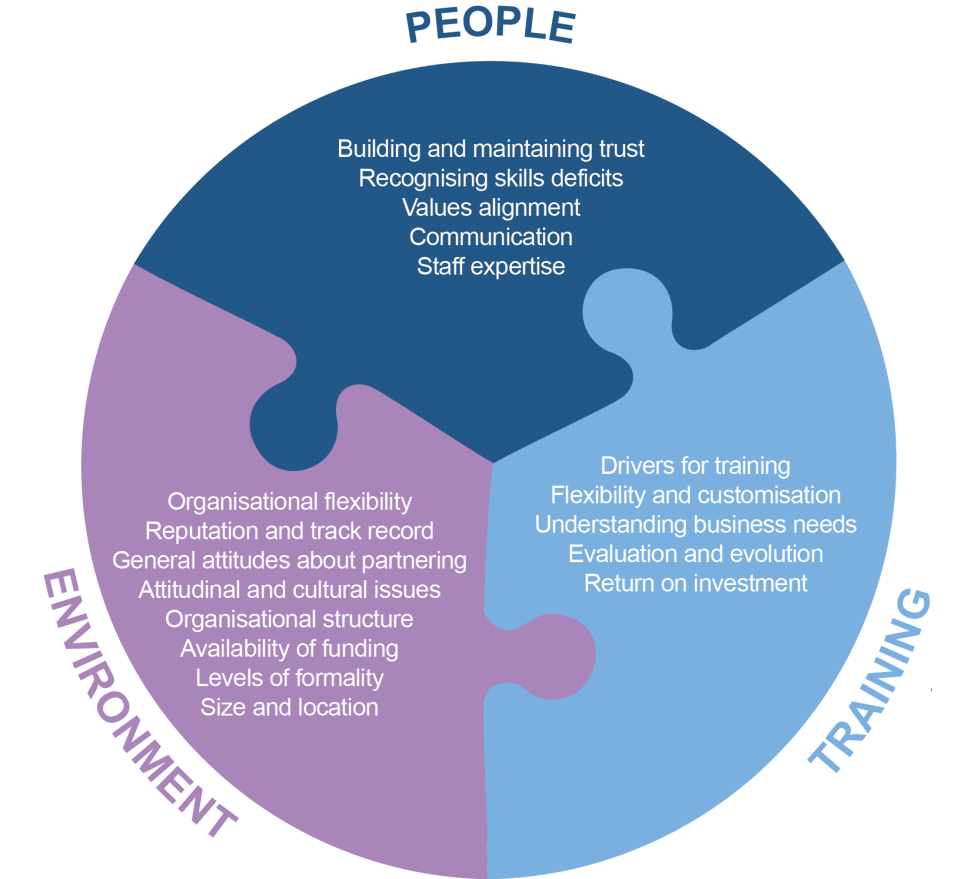 PEOPLE
Building and maintaining trust
Recognising skills deficits
Values alignment
Communication
Staff expertise
Drivers for training
Flexibility and customisation
Understanding business needs
Evaluation and evolution
Return on investment
TRAINING
Organisational flexibility
Reputation and track record
General attitudes about partnering
Attitudinal and cultural issues
Organisational structure
Availability of funding
Levels of formality
Size and location
ENVIRONMENT